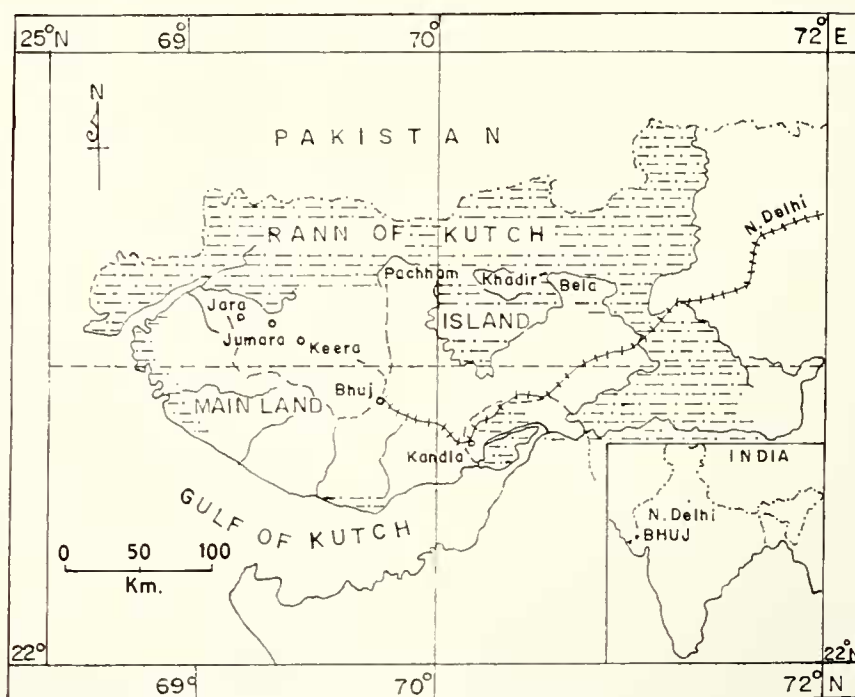 25°N 69° 70° 72° E
N
PAKISTAN
N. Delhi
RANN OF KUTCH
Pachham
Khadir
Bela
Jara
ISLAND
Jumara
Keera
Bhuj
MAIN LAND
Kandla
INDIA
GULF OF KUTCH
N. Delhi
BHUJ
0 50 100
Km.
22° 22°N
69° 70° 72° N